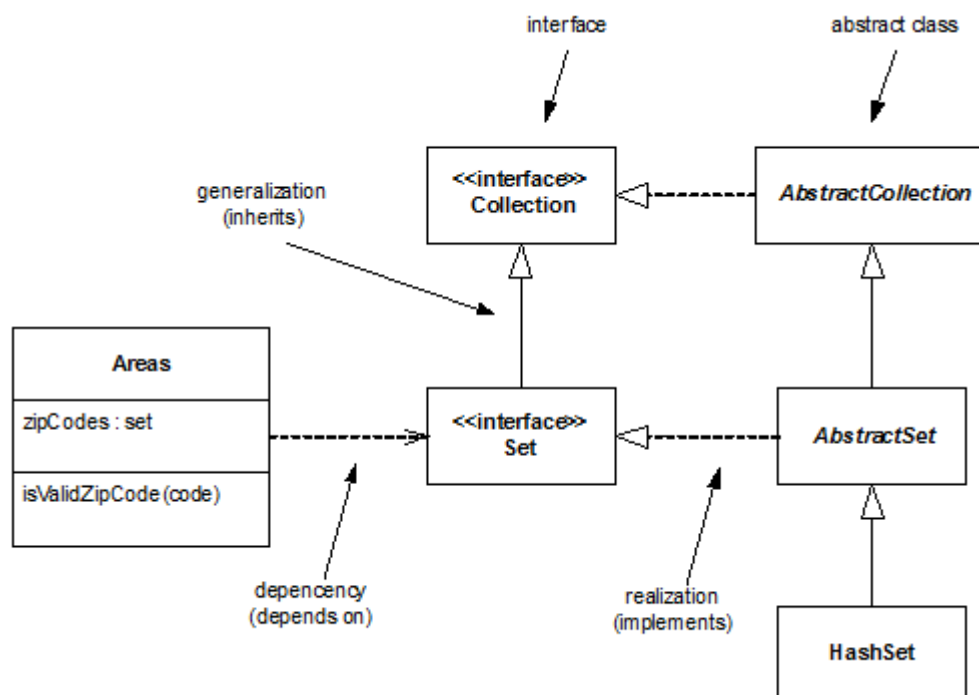 interface
abstract class
<<interface>>
Collection
AbstractCollection
generalization
(inherits)
Areas
zipCodes : set
isValidZipCode(code)
<<interface>>
Set
AbstractSet
depencency
(depends on)
realization
(implements)
HashSet